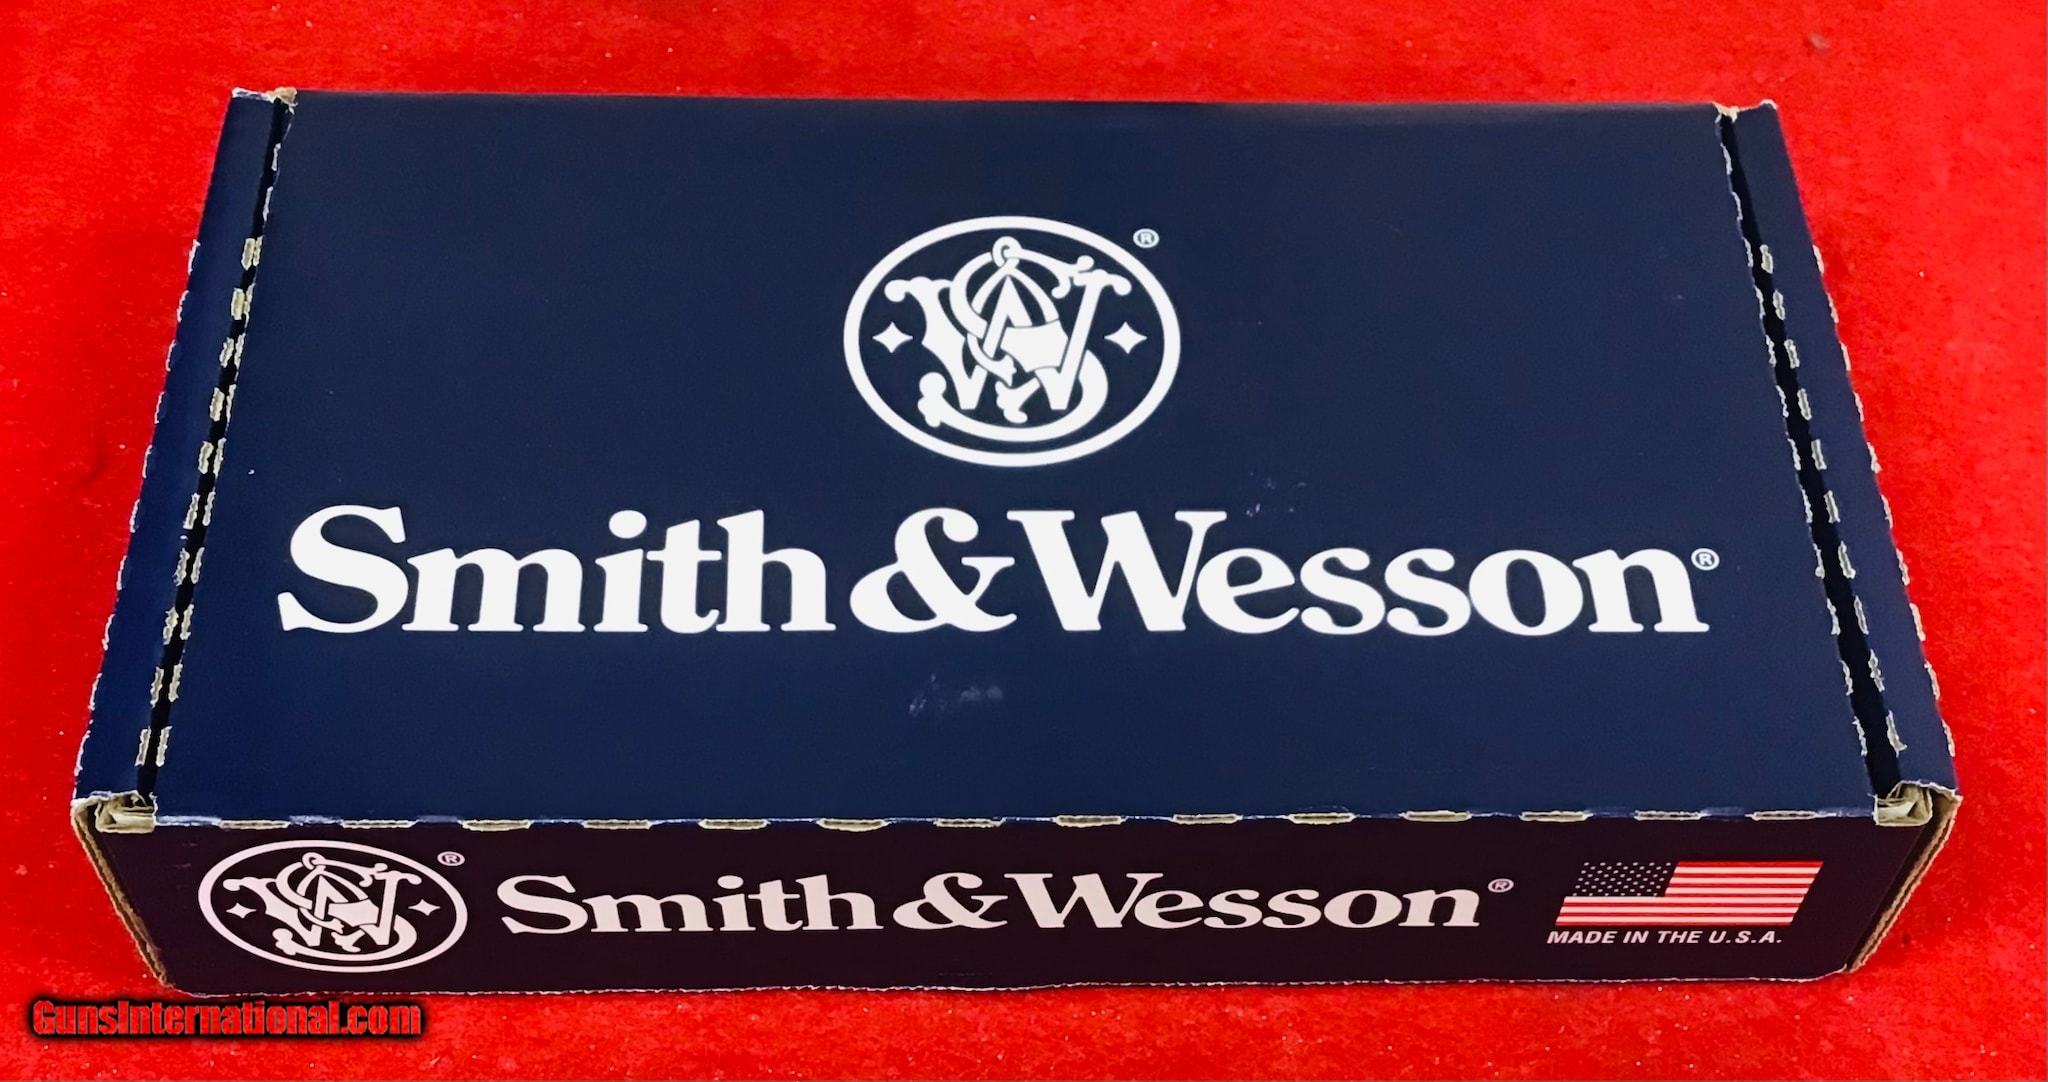 ®
Smith & Wesson®
® Smith & Wesson®
MADE IN THE U.S.A.
GunsInternational.com